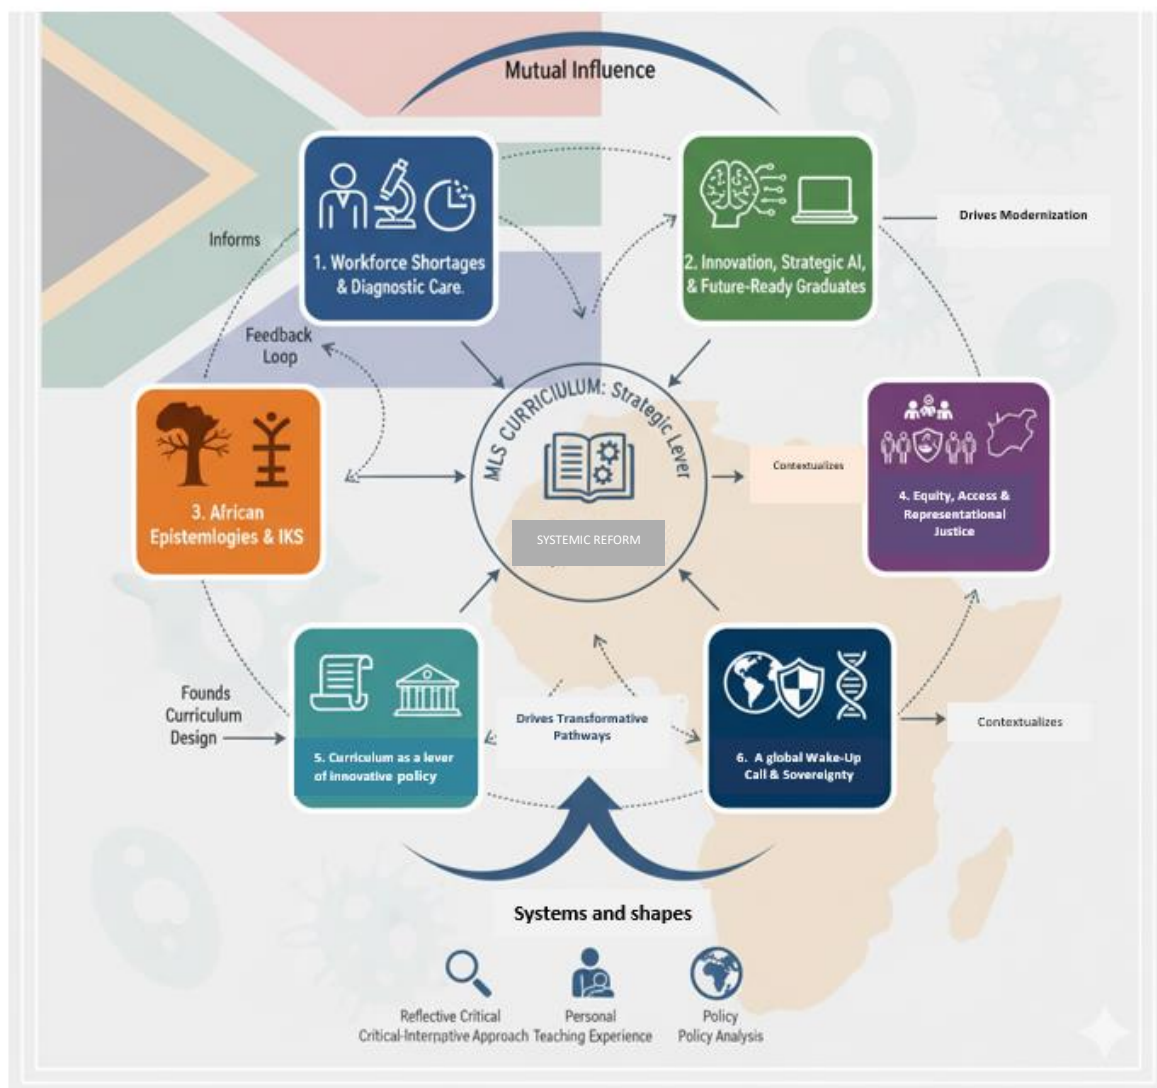 Mutual Influence
1. Workforce Shortages
& Diagnostic Care.
2. Innovation, Strategic AI,
& Future-Ready Graduates
Drives Modernization
Informs
Feedback
Loop
MLS CURRICIULUM: Strategic Lever
SYSTEMIC REFORM
Contextualizes
3. African
Epistemlogies & IKS
4. Equity, Access &
Representational
Justice
Founds
Curriculum
Design
5. Curriculum as a lever
of innovative policy
Drives Transformative
Pathways
6. A global Wake-Up
Call & Sovereignty
Contextualizes
Systems and shapes
Reflective Critical
Critical-Internative Approach
Personal
Teaching Experience
Policy
Policy Analysis